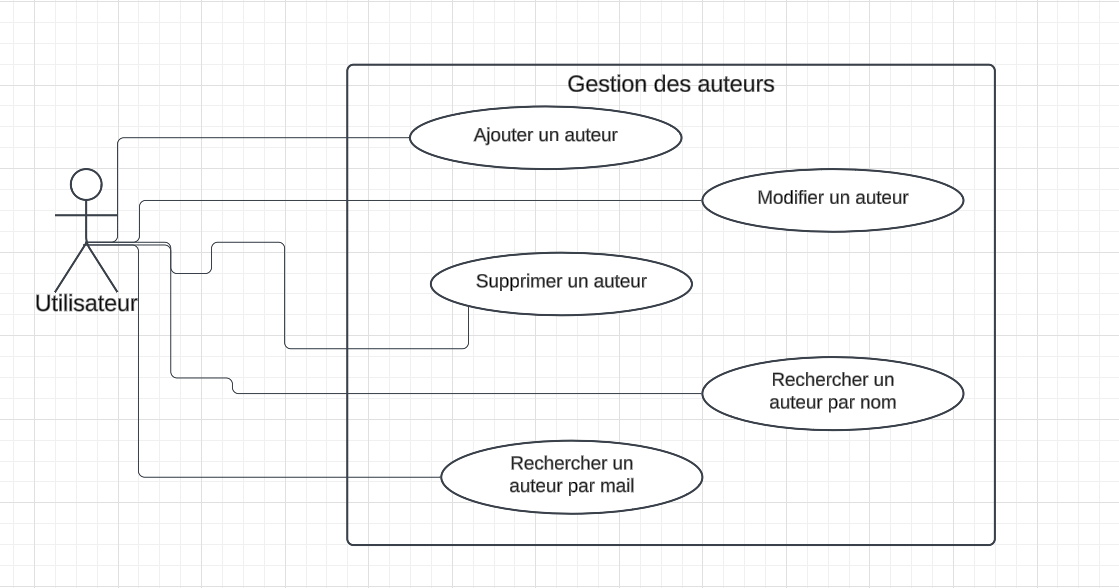 Gestion des auteurs
Ajouter un auteur
Modifier un auteur
Supprimer un auteur
Utilisateur
Rechercher un
auteur par nom
Rechercher un
auteur par mail